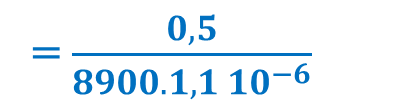 = 0,5 / 8900.1,1 10⁻⁶